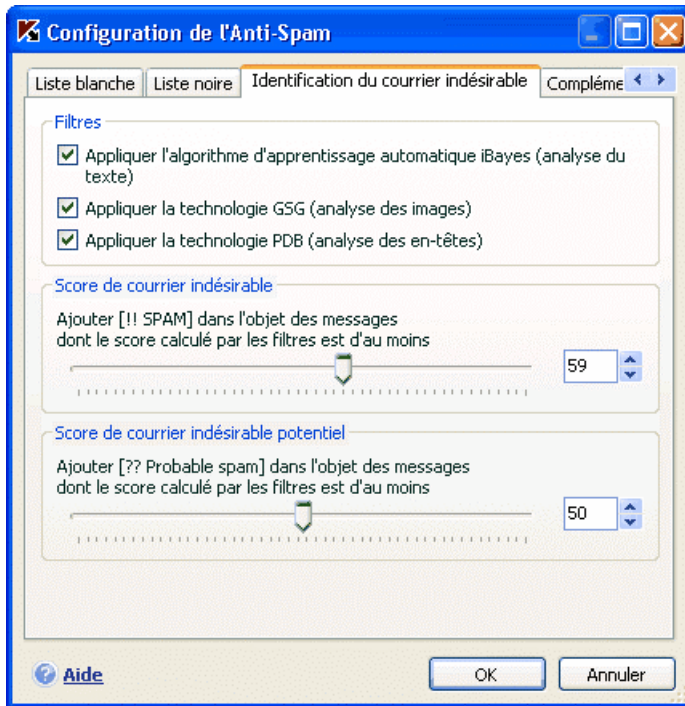 Configuration de l'Anti-Spam
Liste blanche
Liste noire
Identification du courrier indésirable
Compléme
Filtres
Appliquer l'algorithme d'apprentissage automatique iBayes (analyse du
texte)
Appliquer la technologie GSG (analyse des images)
Appliquer la technologie PDB (analyse des en-têtes)
Score de courrier indésirable
Ajouter [!! SPAM] dans l'objet des messages
dont le score calculé par les filtres est d'au moins
59
Score de courrier indésirable potentiel
Ajouter [?? Probable spam] dans l'objet des messages
dont le score calculé par les filtres est d'au moins
50
Aide
OK
Annuler